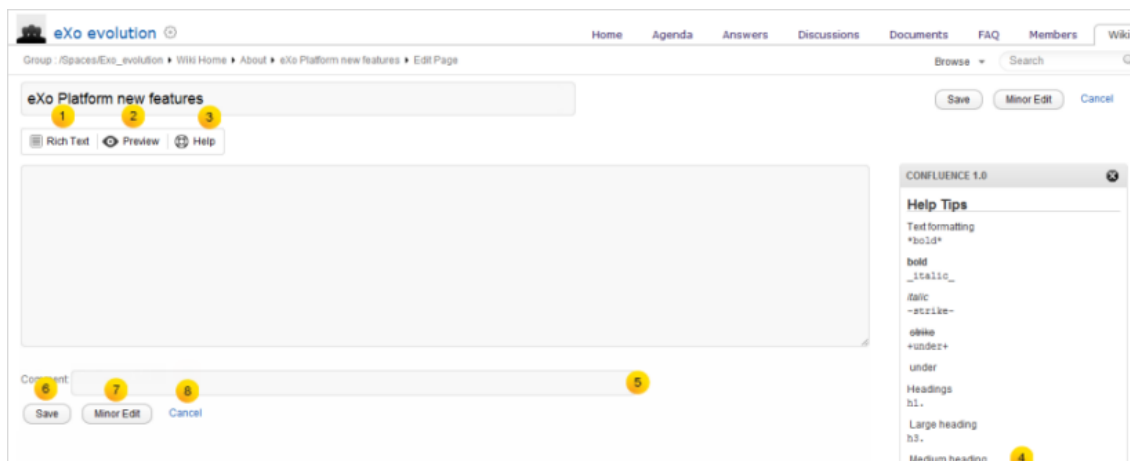 eXo evolution
Home Agenda Answers Discussions Documents FAQ Members Wiki
Group : /Spaces/Exo_evolution ▸ Wiki Home ▸ About ▸ eXo Platform new features ▸ Edit Page
Browse Search
eXo Platform new features
Save Minor Edit Cancel
1 2 3
Rich Text Preview Help
CONFLUENCE 1.0
Help Tips
Text formatting
*bold*
bold
_italic_
italic
-strike-
strike
+under+
under
Headings
h1.
Large heading
h3.
Medium heading
4
5
6 7 8
Save Minor Edit Cancel